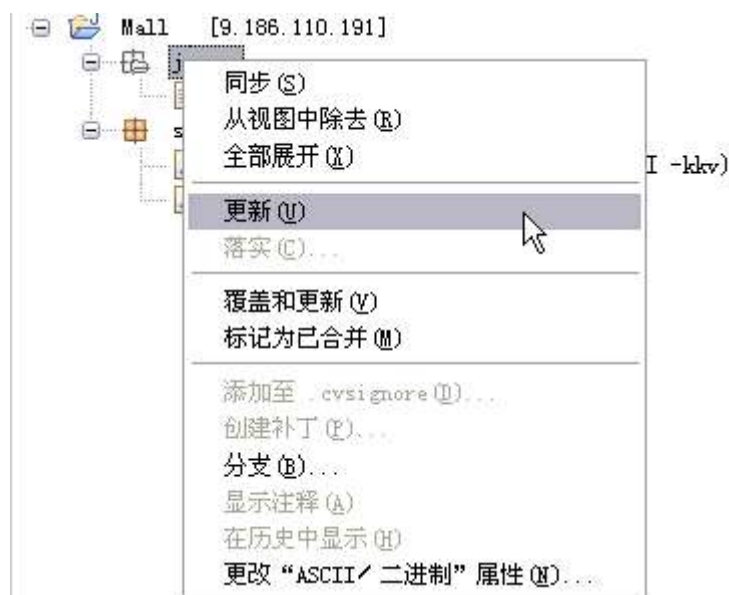 Mall [9.186.110.191]
同步(S)
从视图中除去(R)
全部展开(X)
I -kkv)
更新(U)
落实(C)...
覆盖和更新(V)
标记为已合并(M)
添加至 .cvsignore(D)...
创建补丁(P)...
分支(B)...
显示注释(A)
在历史中显示(H)
更改“ASCII/二进制”属性(N)...